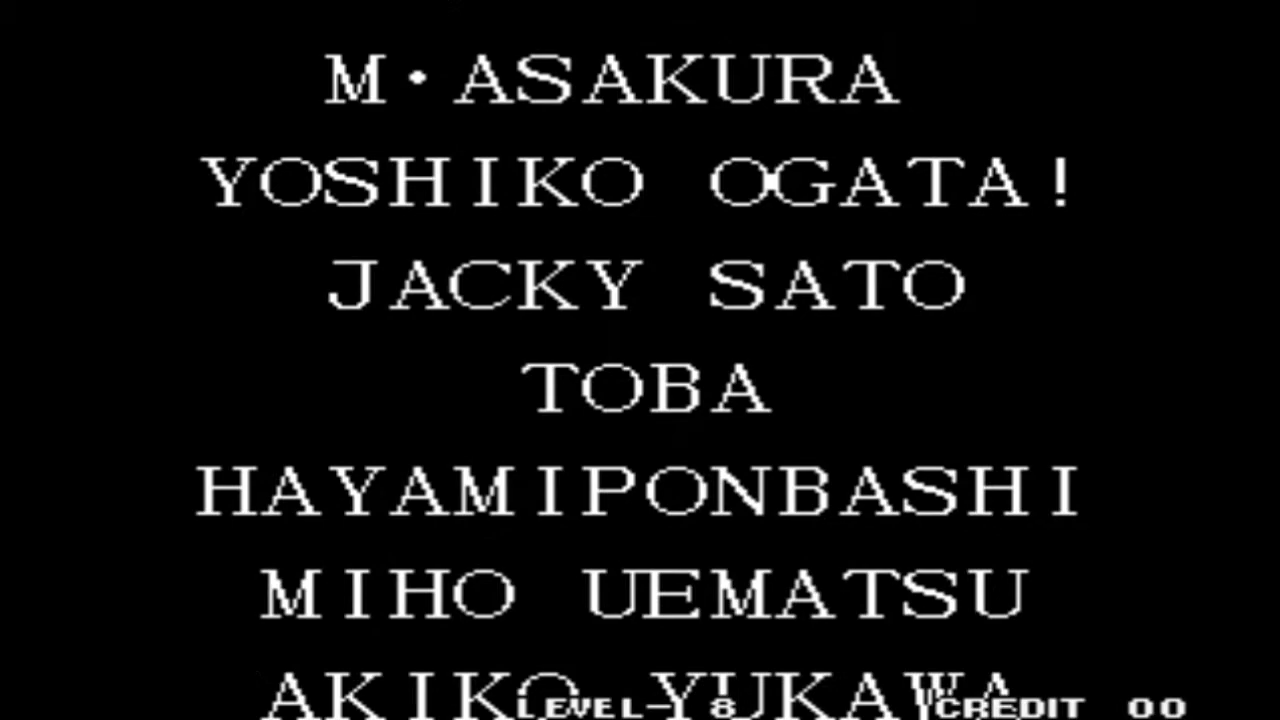 M·ASAKURA
YOSHIKO OGATA!
JACKY SATO
TOBA
HAYAMIPONBASHI
MIHO UEMATSU
AKIKO YUKAWA
LEVEL-8 CREDIT 00